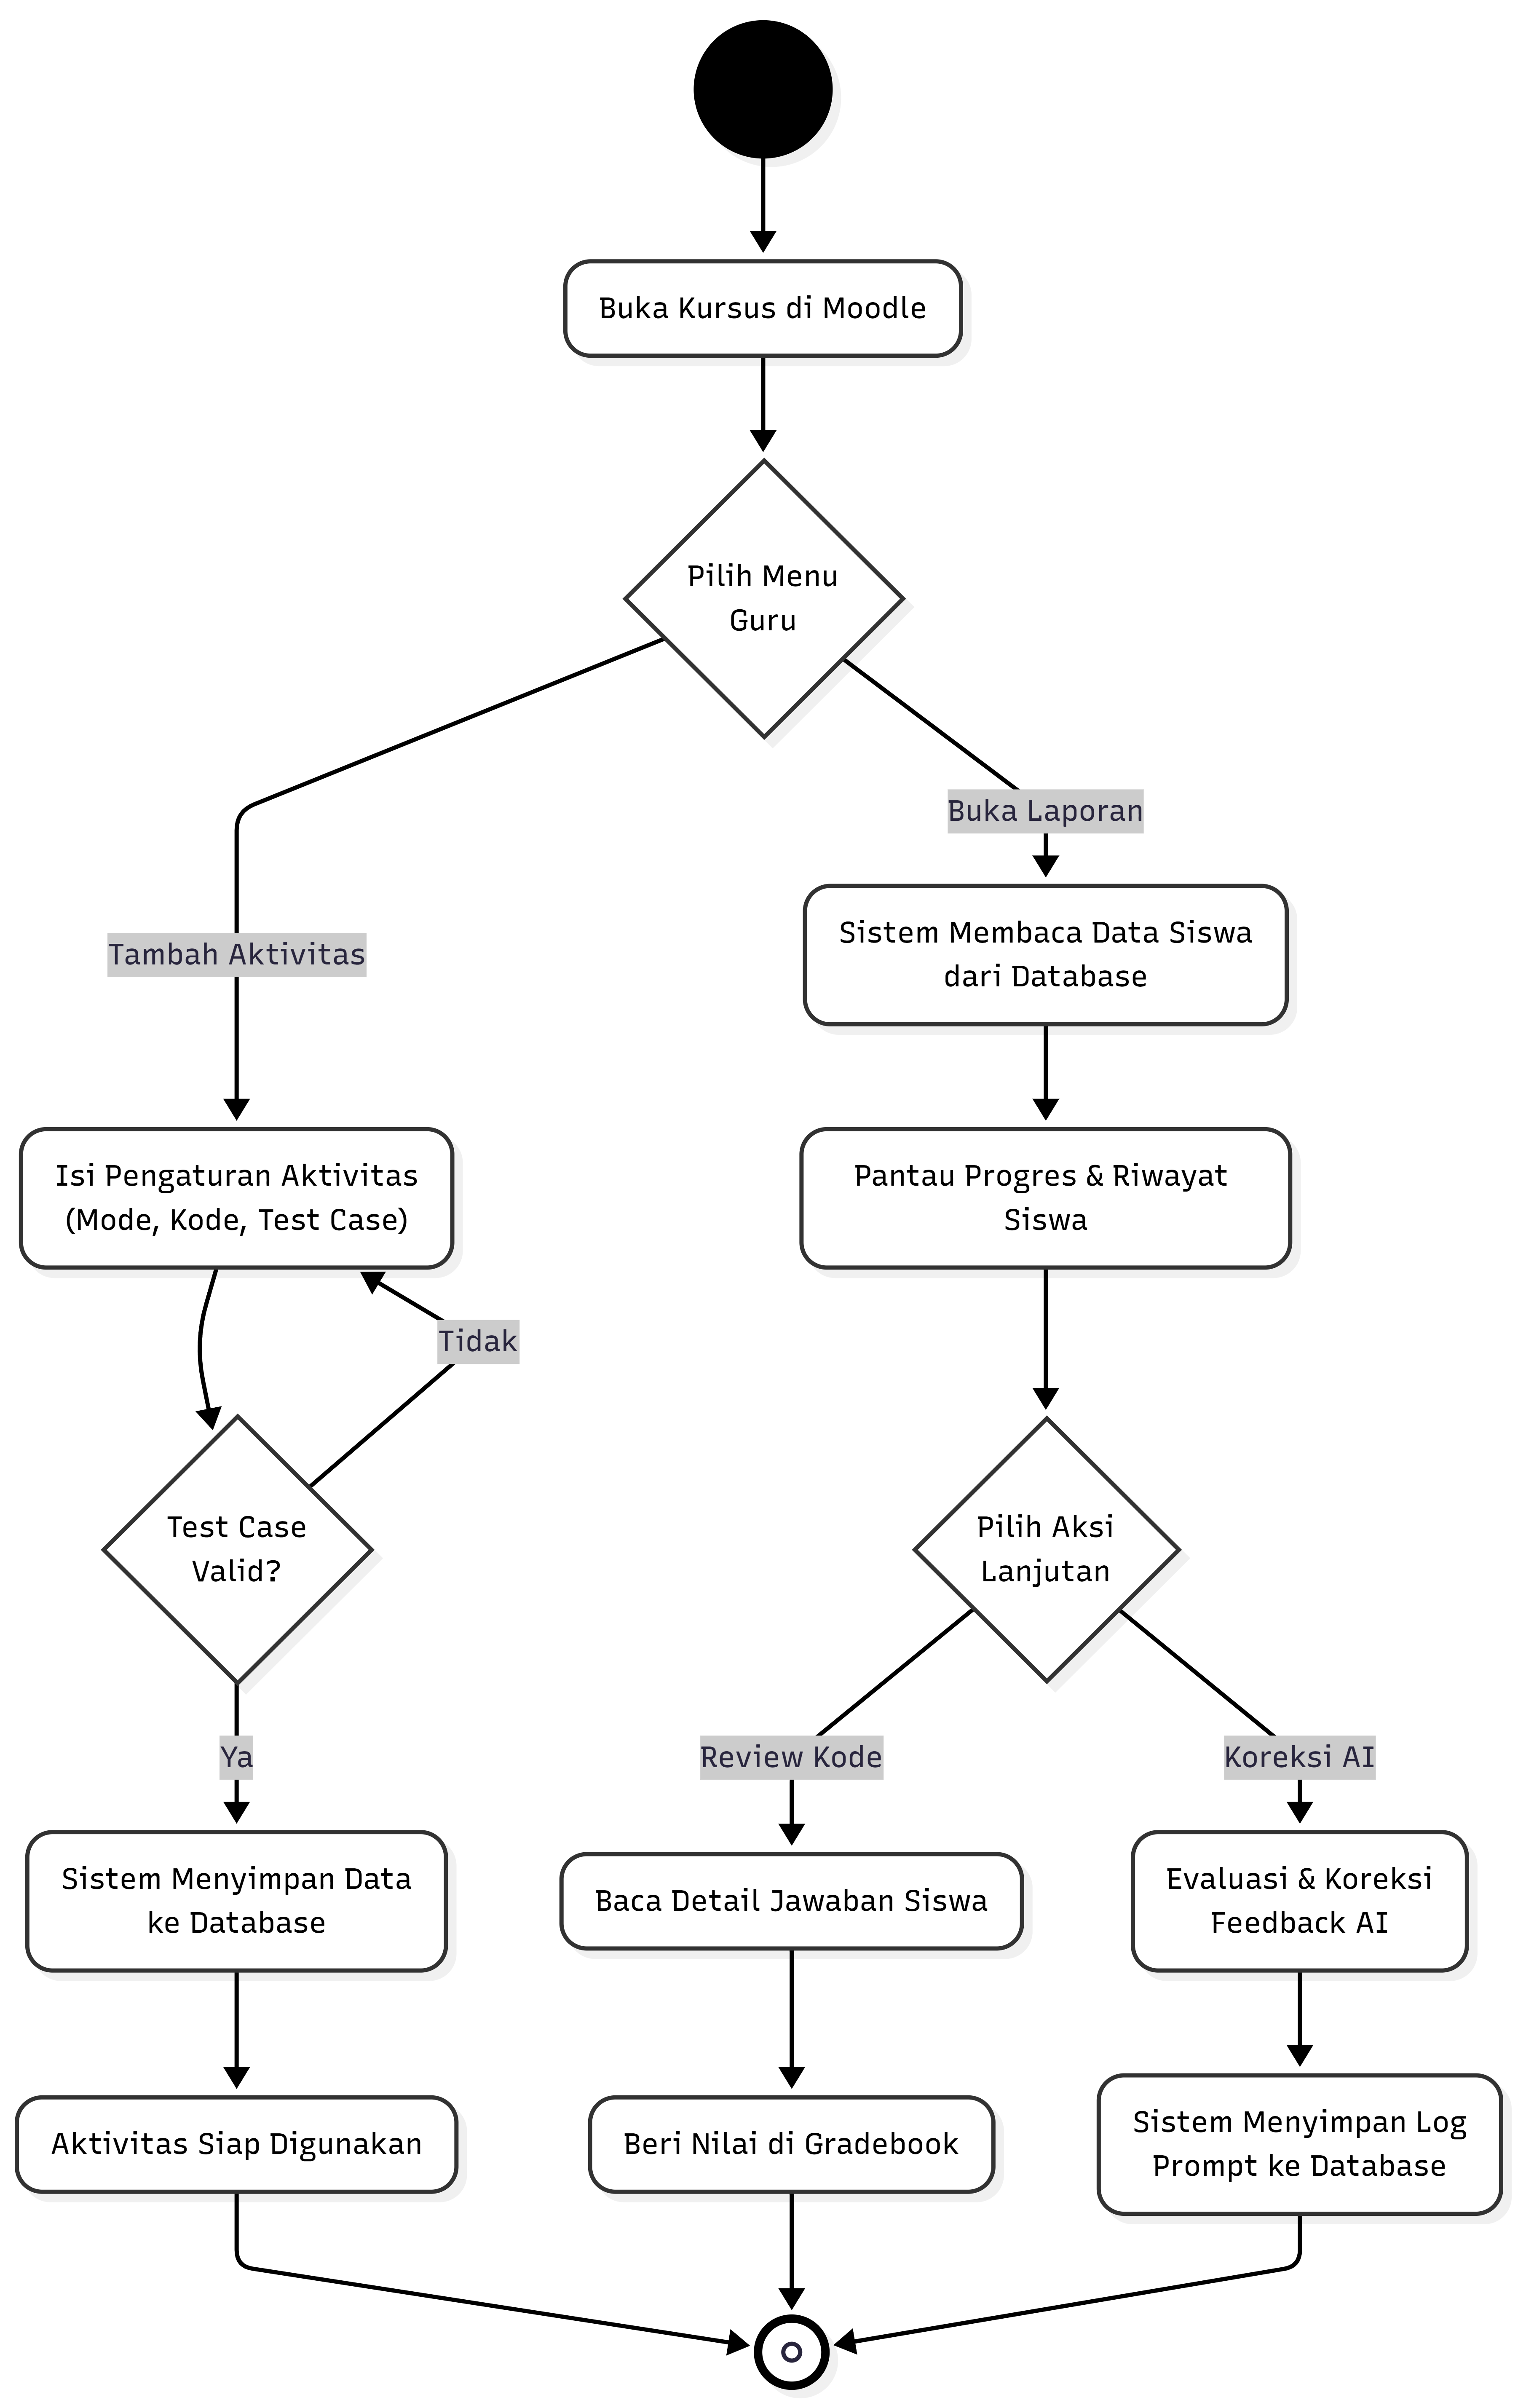 Buka Kursus di Moodle
Pilih Menu
Guru
Buka Laporan
Tambah Aktivitas
Sistem Membaca Data Siswa
dari Database
Isi Pengaturan Aktivitas
(Mode, Kode, Test Case)
Pantau Progres & Riwayat
Siswa
Tidak
Test Case
Valid?
Pilih Aksi
Lanjutan
Ya
Review Kode
Koreksi AI
Sistem Menyimpan Data
ke Database
Baca Detail Jawaban Siswa
Evaluasi & Koreksi
Feedback AI
Aktivitas Siap Digunakan
Beri Nilai di Gradebook
Sistem Menyimpan Log
Prompt ke Database